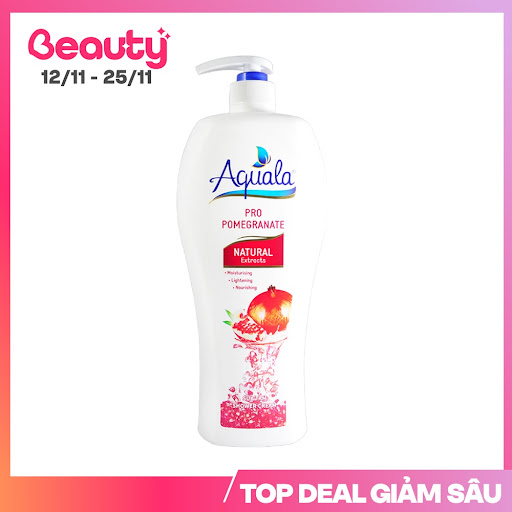 Beauty
12/11 - 25/11
Aquala
PRO
POMEGRANATE
NATURAL
Extracts
• Moisturising
• Lightening
• Nourishing
SHOWER CREAM
TOP DEAL GIẢM SÂU